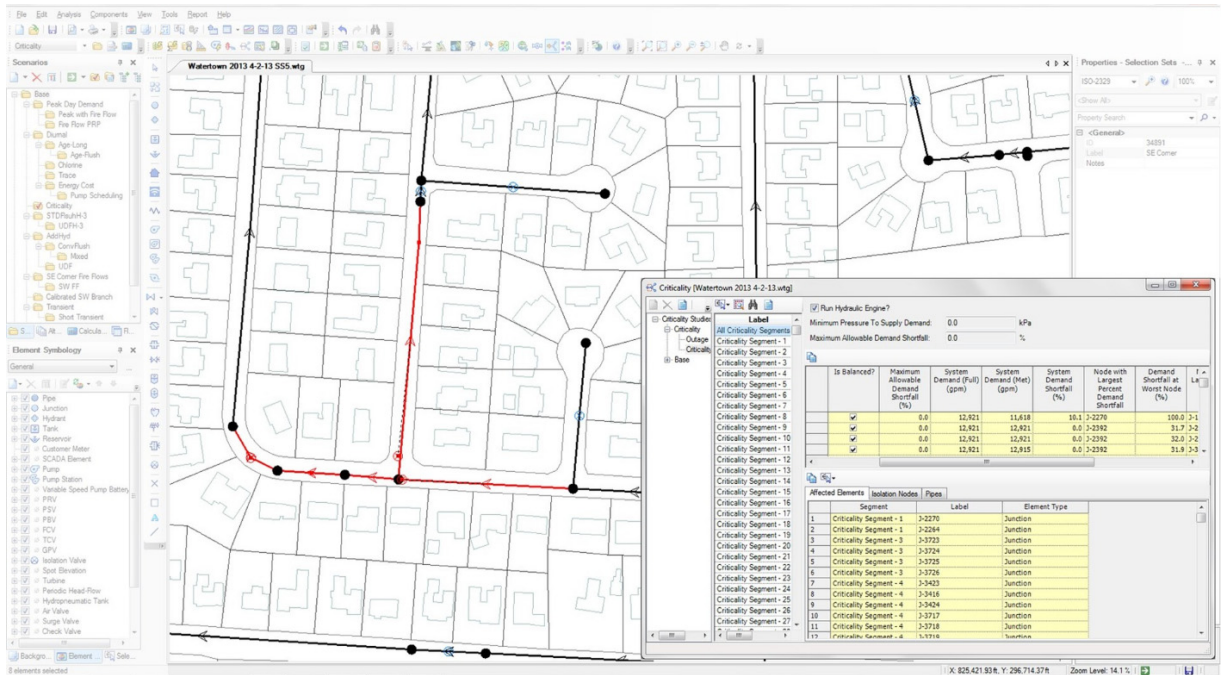 File Edit Analysis Components View Tools Report Help
Criticality
Scenarios
Base
Peak Day Demand
Peak with Fire Flow
Fire Flow PRP
Diurnal
Age-Long
Age-Flush
Chlorine
Trace
Energy Cost
Pump Scheduling
Criticality
STDFlushH-3
UDFH-3
AddHyd
ConvFlush
Mixed
UDF
SE Corner Fire Flows
SW FF
Calibrated SW Branch
Transient
Short Transient
S... Alt... Calcula... R...
Element Symbology
General
Pipe
Junction
Hydrant
Tank
Reservoir
Customer Meter
SCADA Element
Pump
Pump Station
Variable Speed Pump Battery
PRV
PSV
PBV
FCV
TCV
GPV
Isolation Valve
Spot Elevation
Turbine
Periodic Head-Flow
Hydropneumatic Tank
Air Valve
Surge Valve
Check Valve
Backgro... Element ... Sele...
8 elements selected
Watertown 2013 4-2-13 SS5.wtg
Properties - Selection Sets -...
ISO-2329 100%
<Show All>
Property Search
<General>
ID 34891
Label SE Corner
Notes
Criticality [Watertown 2013 4-2-13.wtg]
Criticality Studies
Criticality
Outage
Criticality
Base
Label
All Criticality Segments
Criticality Segment - 1
Criticality Segment - 2
Criticality Segment - 3
Criticality Segment - 4
Criticality Segment - 5
Criticality Segment - 6
Criticality Segment - 7
Criticality Segment - 8
Criticality Segment - 9
Criticality Segment - 10
Criticality Segment - 11
Criticality Segment - 12
Criticality Segment - 13
Criticality Segment - 14
Criticality Segment - 15
Criticality Segment - 16
Criticality Segment - 17
Criticality Segment - 18
Criticality Segment - 19
Criticality Segment - 20
Criticality Segment - 21
Criticality Segment - 22
Criticality Segment - 23
Criticality Segment - 24
Criticality Segment - 25
Criticality Segment - 26
Criticality Segment - 27
Run Hydraulic Engine?
Minimum Pressure To Supply Demand: 0.0 kPa
Maximum Allowable Demand Shortfall: 0.0 %
Is Balanced? Maximum Allowable Demand Shortfall (%) System Demand (Full) (gpm) System Demand (Met) (gpm) System Demand Shortfall (%) Node with Largest Percent Demand Shortfall Demand Shortfall at Worst Node (%)
0.0 12,921 11,618 10.1 J-2270 100.0 J-1
0.0 12,921 12,921 0.0 J-2392 31.7 J-2
0.0 12,921 12,921 0.0 J-2392 32.0 J-2
0.0 12,921 12,915 0.0 J-2392 31.9 J-3
Affected Elements Isolation Nodes Pipes
Segment Label Element Type
1 Criticality Segment - 1 J-2270 Junction
2 Criticality Segment - 1 J-2264 Junction
3 Criticality Segment - 3 J-3723 Junction
4 Criticality Segment - 3 J-3724 Junction
5 Criticality Segment - 3 J-3725 Junction
6 Criticality Segment - 3 J-3726 Junction
7 Criticality Segment - 4 J-3423 Junction
8 Criticality Segment - 4 J-3416 Junction
9 Criticality Segment - 4 J-3424 Junction
10 Criticality Segment - 4 J-3717 Junction
11 Criticality Segment - 4 J-3718 Junction
12 Criticality Segment - 4 J-3719 Junction
X: 825,421.93 ft, Y: 296,714.37 ft Zoom Level: 14.1 %